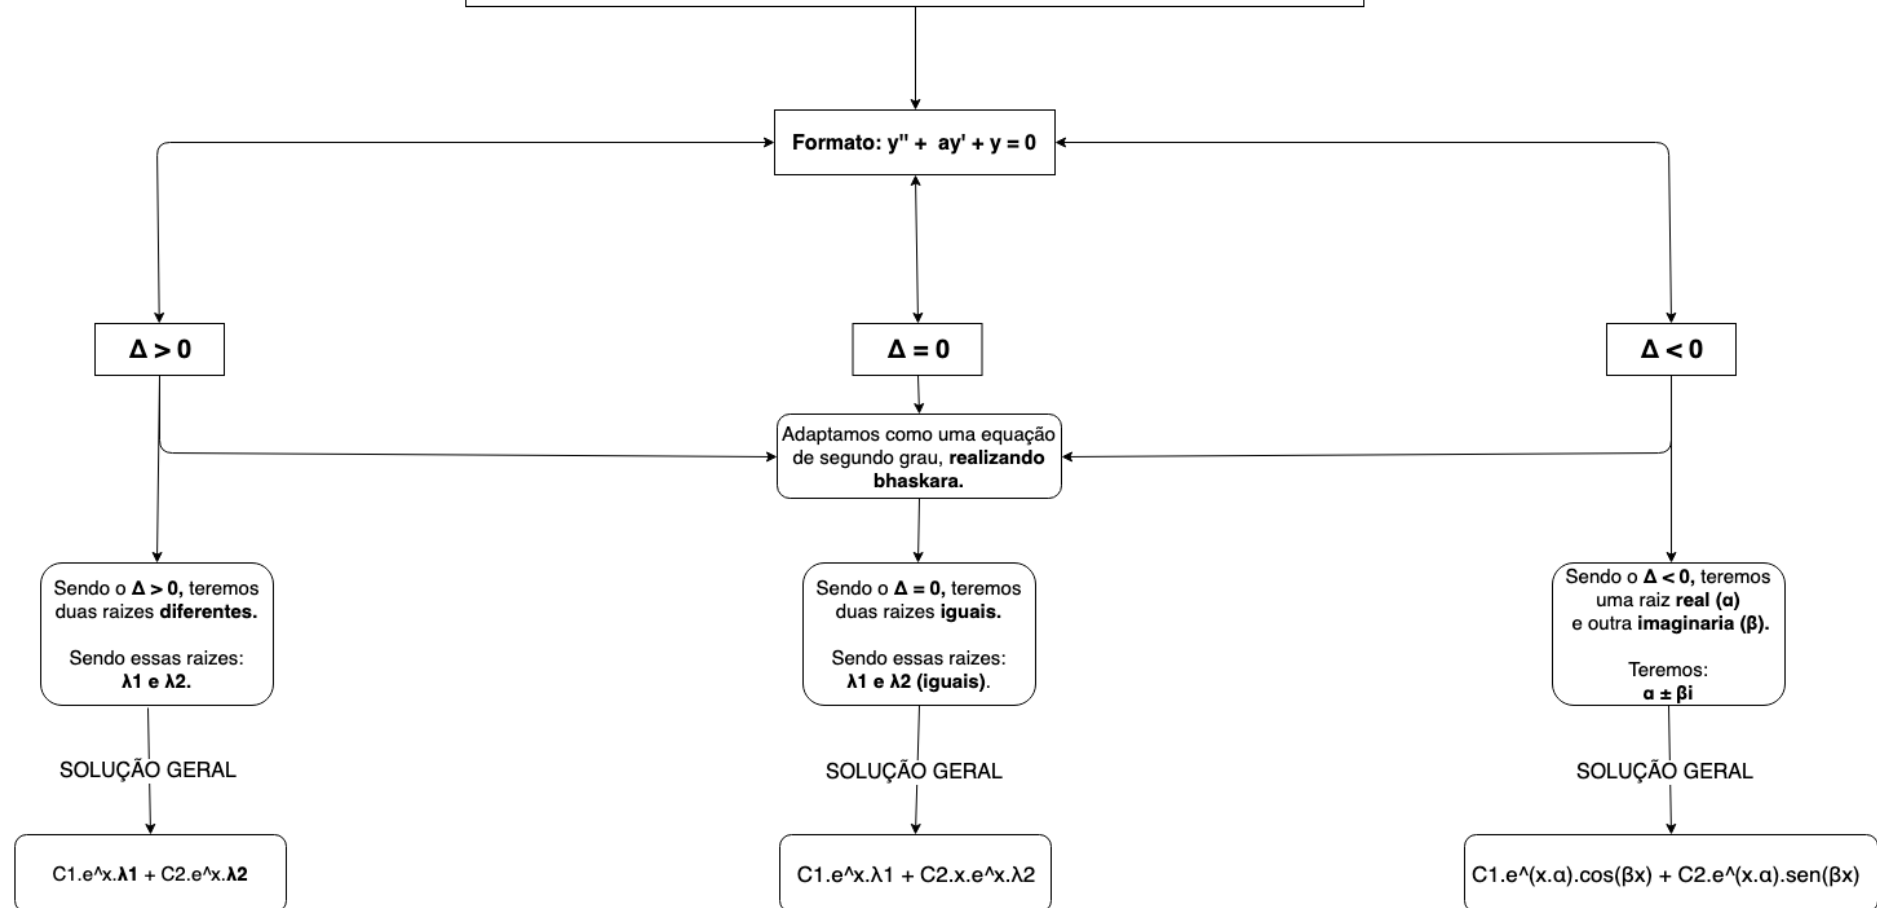 Formato: y'' + ay' + y = 0
Δ > 0
Δ = 0
Δ < 0
Adaptamos como uma equação
de segundo grau, realizando
bhaskara.
Sendo o Δ > 0, teremos
duas raizes diferentes.
Sendo essas raizes:
λ1 e λ2.
Sendo o Δ = 0, teremos
duas raizes iguais.
Sendo essas raizes:
λ1 e λ2 (iguais).
Sendo o Δ < 0, teremos
uma raiz real (α)
e outra imaginaria (β).
Teremos:
α ± βi
SOLUÇÃO GERAL
SOLUÇÃO GERAL
SOLUÇÃO GERAL
C1.e^x.λ1 + C2.e^x.λ2
C1.e^x.λ1 + C2.x.e^x.λ2
C1.e^(x.α).cos(βx) + C2.e^(x.α).sen(βx)